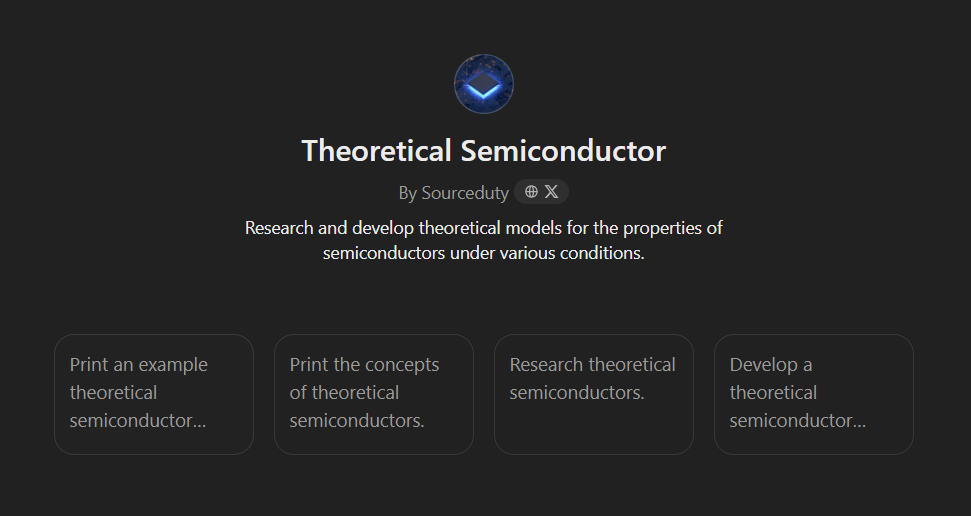 Theoretical Semiconductor
By Sourceduty
Research and develop theoretical models for the properties of
semiconductors under various conditions.
Print an example
theoretical
semiconductor...
Print the concepts
of theoretical
semiconductors.
Research theoretical
semiconductors.
Develop a
theoretical
semiconductor...